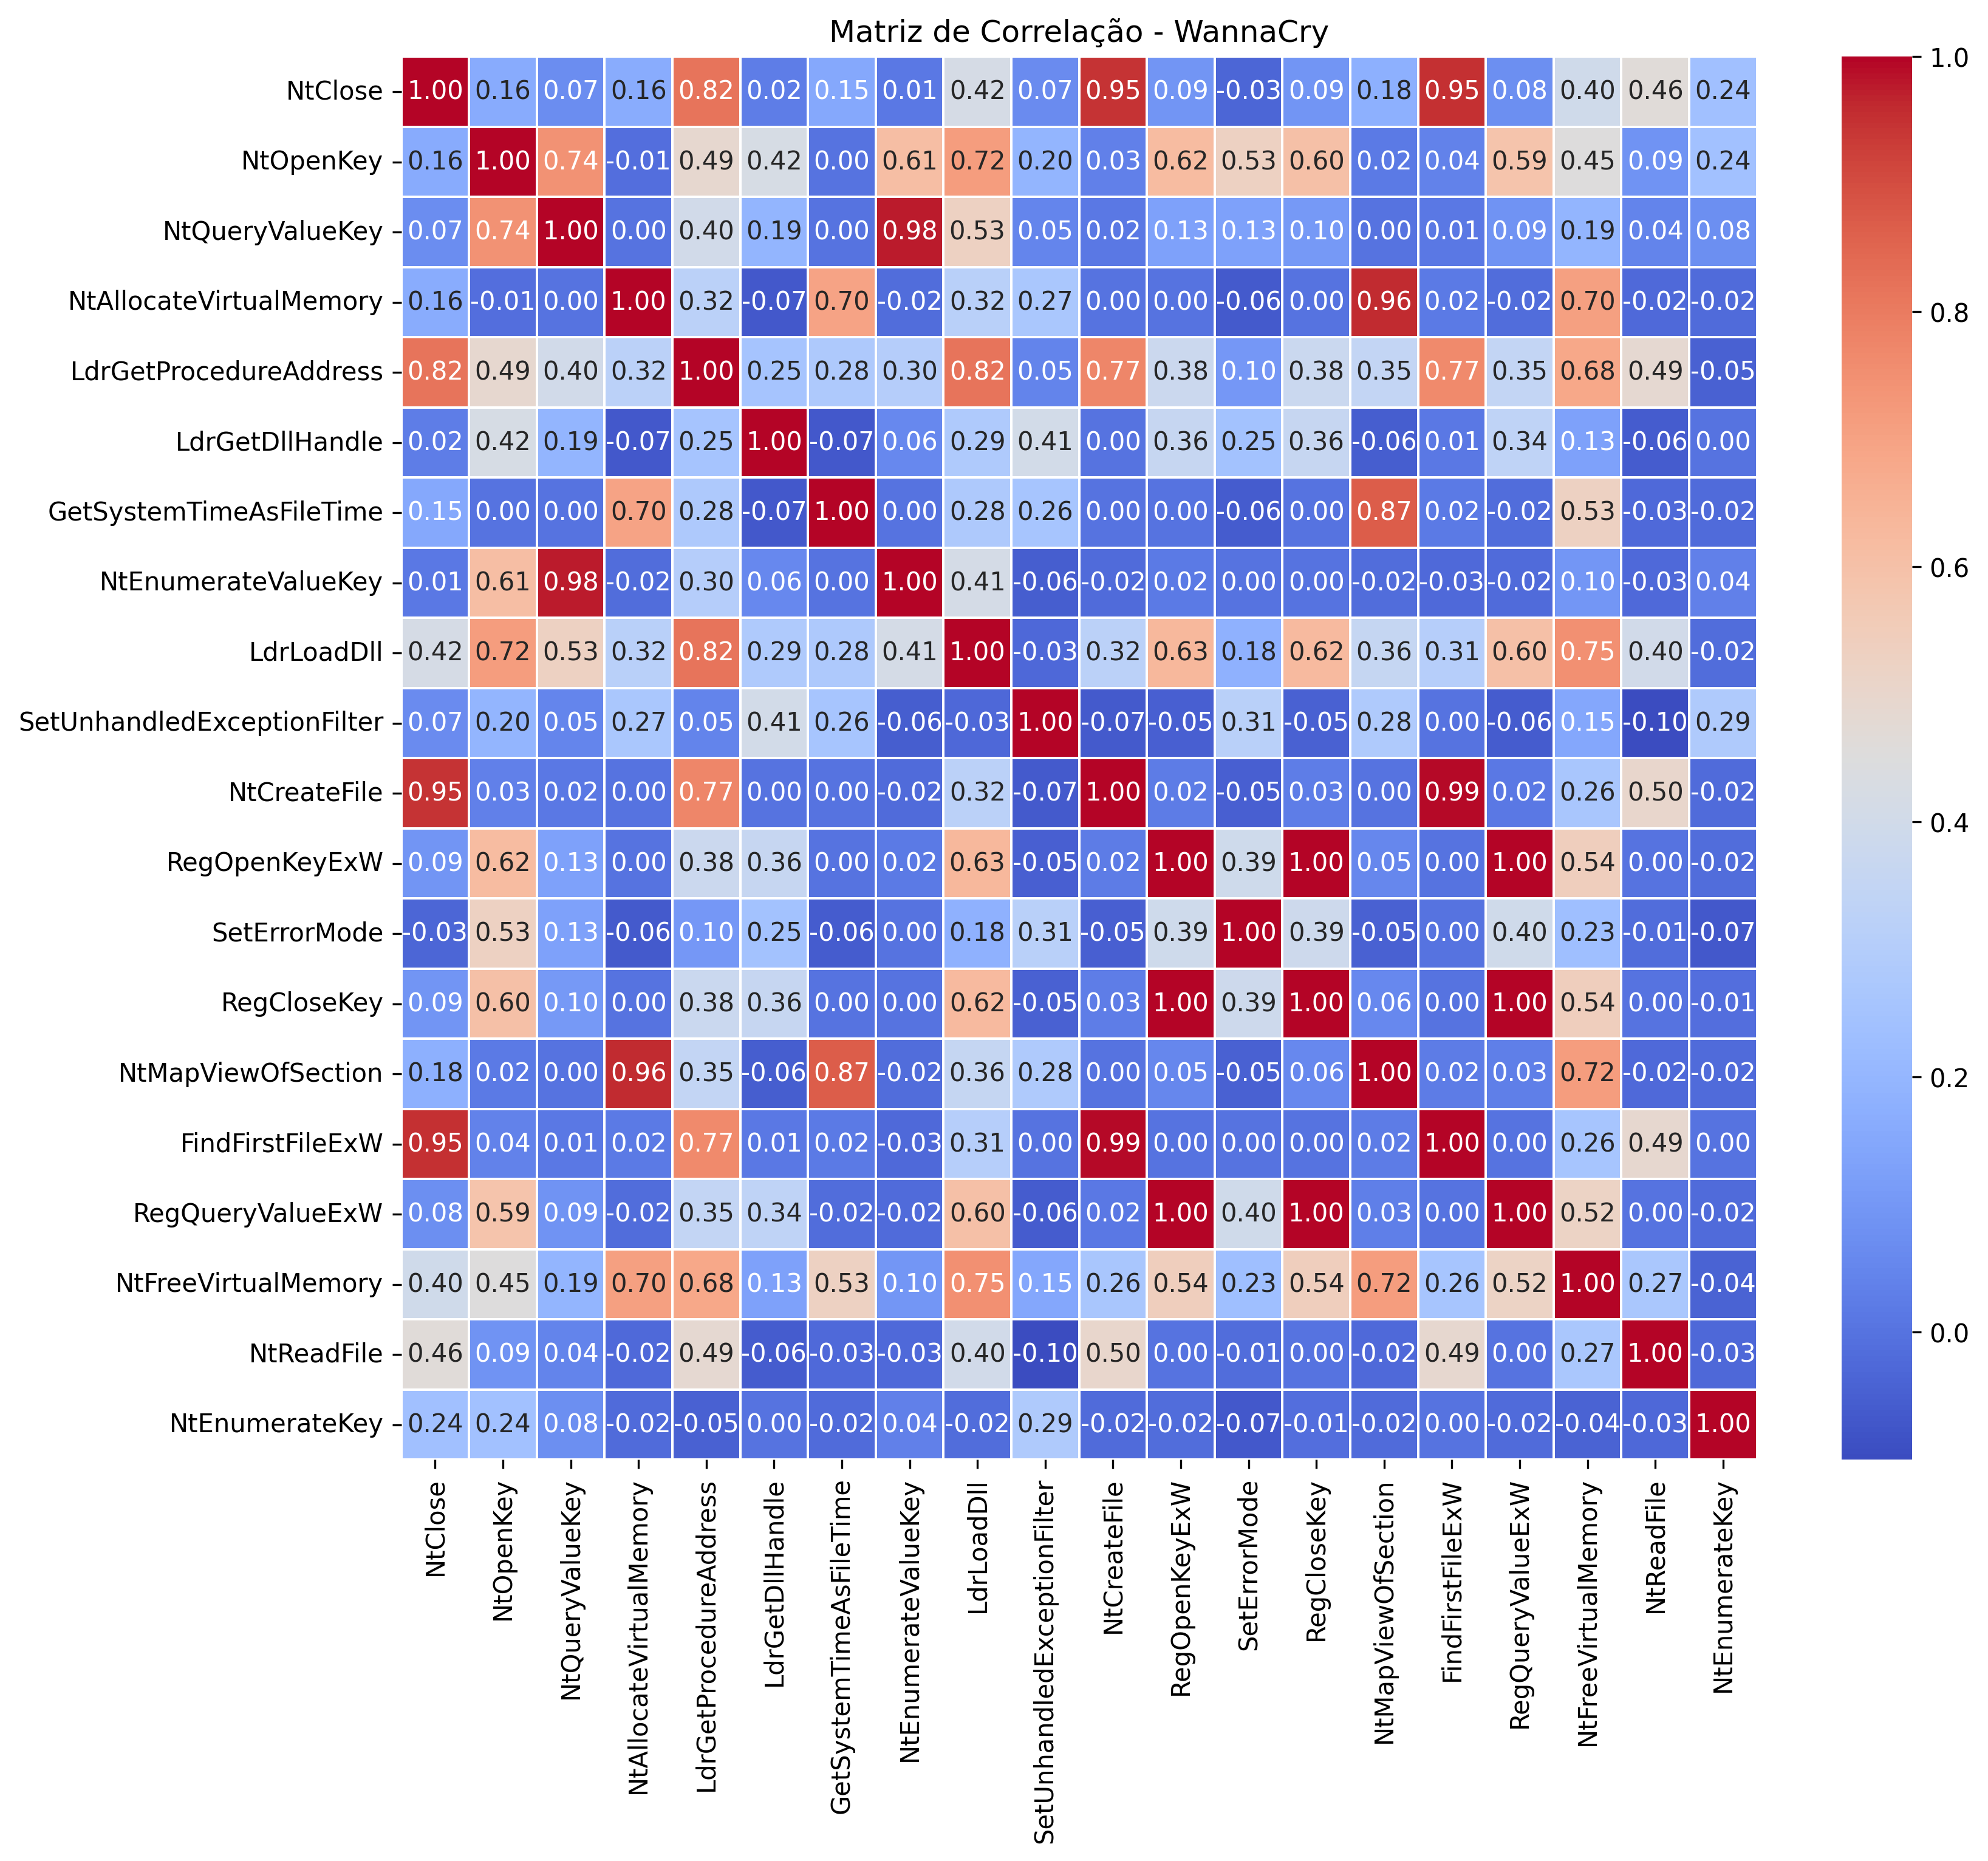 Matriz de Correlação - WannaCry
NtClose 1.00 0.16 0.07 0.16 0.82 0.02 0.15 0.01 0.42 0.07 0.95 0.09 -0.03 0.09 0.18 0.95 0.08 0.40 0.46 0.24
NtOpenKey 0.16 1.00 0.74 -0.01 0.49 0.42 0.00 0.61 0.72 0.20 0.03 0.62 0.53 0.60 0.02 0.04 0.59 0.45 0.09 0.24
NtQueryValueKey 0.07 0.74 1.00 0.00 0.40 0.19 0.00 0.98 0.53 0.05 0.02 0.13 0.13 0.10 0.00 0.01 0.09 0.19 0.04 0.08
NtAllocateVirtualMemory 0.16 -0.01 0.00 1.00 0.32 -0.07 0.70 -0.02 0.32 0.27 0.00 0.00 -0.06 0.00 0.96 0.02 -0.02 0.70 -0.02 -0.02
LdrGetProcedureAddress 0.82 0.49 0.40 0.32 1.00 0.25 0.28 0.30 0.82 0.05 0.77 0.38 0.10 0.38 0.35 0.77 0.35 0.68 0.49 -0.05
LdrGetDllHandle 0.02 0.42 0.19 -0.07 0.25 1.00 -0.07 0.06 0.29 0.41 0.00 0.36 0.25 0.36 -0.06 0.01 0.34 0.13 -0.06 0.00
GetSystemTimeAsFileTime 0.15 0.00 0.00 0.70 0.28 -0.07 1.00 0.00 0.28 0.26 0.00 0.00 -0.06 0.00 0.87 0.02 -0.02 0.53 -0.03 -0.02
NtEnumerateValueKey 0.01 0.61 0.98 -0.02 0.30 0.06 0.00 1.00 0.41 -0.06 -0.02 0.02 0.00 0.00 -0.02 -0.03 -0.02 0.10 -0.03 0.04
LdrLoadDll 0.42 0.72 0.53 0.32 0.82 0.29 0.28 0.41 1.00 -0.03 0.32 0.63 0.18 0.62 0.36 0.31 0.60 0.75 0.40 -0.02
SetUnhandledExceptionFilter 0.07 0.20 0.05 0.27 0.05 0.41 0.26 -0.06 -0.03 1.00 -0.07 -0.05 0.31 -0.05 0.28 0.00 -0.06 0.15 -0.10 0.29
NtCreateFile 0.95 0.03 0.02 0.00 0.77 0.00 0.00 -0.02 0.32 -0.07 1.00 0.02 -0.05 0.03 0.00 0.99 0.02 0.26 0.50 -0.02
RegOpenKeyExW 0.09 0.62 0.13 0.00 0.38 0.36 0.00 0.02 0.63 -0.05 0.02 1.00 0.39 1.00 0.05 0.00 1.00 0.54 0.00 -0.02
SetErrorMode -0.03 0.53 0.13 -0.06 0.10 0.25 -0.06 0.00 0.18 0.31 -0.05 0.39 1.00 0.39 -0.05 0.00 0.40 0.23 -0.01 -0.07
RegCloseKey 0.09 0.60 0.10 0.00 0.38 0.36 0.00 0.00 0.62 -0.05 0.03 1.00 0.39 1.00 0.06 0.00 1.00 0.54 0.00 -0.01
NtMapViewOfSection 0.18 0.02 0.00 0.96 0.35 -0.06 0.87 -0.02 0.36 0.28 0.00 0.05 -0.05 0.06 1.00 0.02 0.03 0.72 -0.02 -0.02
FindFirstFileExW 0.95 0.04 0.01 0.02 0.77 0.01 0.02 -0.03 0.31 0.00 0.99 0.00 0.00 0.00 0.02 1.00 0.00 0.26 0.49 0.00
RegQueryValueExW 0.08 0.59 0.09 -0.02 0.35 0.34 -0.02 -0.02 0.60 -0.06 0.02 1.00 0.40 1.00 0.03 0.00 1.00 0.52 0.00 -0.02
NtFreeVirtualMemory 0.40 0.45 0.19 0.70 0.68 0.13 0.53 0.10 0.75 0.15 0.26 0.54 0.23 0.54 0.72 0.26 0.52 1.00 0.27 -0.04
NtReadFile 0.46 0.09 0.04 -0.02 0.49 -0.06 -0.03 -0.03 0.40 -0.10 0.50 0.00 -0.01 0.00 -0.02 0.49 0.00 0.27 1.00 -0.03
NtEnumerateKey 0.24 0.24 0.08 -0.02 -0.05 0.00 -0.02 0.04 -0.02 0.29 -0.02 -0.02 -0.07 -0.01 -0.02 0.00 -0.02 -0.04 -0.03 1.00
NtClose
NtOpenKey
NtQueryValueKey
NtAllocateVirtualMemory
LdrGetProcedureAddress
LdrGetDllHandle
GetSystemTimeAsFileTime
NtEnumerateValueKey
LdrLoadDll
SetUnhandledExceptionFilter
NtCreateFile
RegOpenKeyExW
SetErrorMode
RegCloseKey
NtMapViewOfSection
FindFirstFileExW
RegQueryValueExW
NtFreeVirtualMemory
NtReadFile
NtEnumerateKey
1.0
0.8
0.6
0.4
0.2
0.0